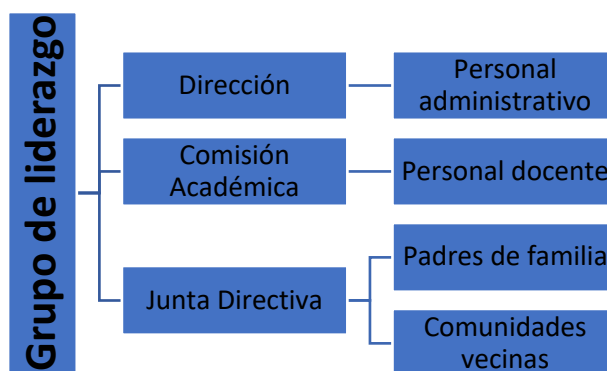 Grupo de liderazgo
Dirección
Personal
administrativo
Comisión
Académica
Personal docente
Junta Directiva
Padres de familia
Comunidades
vecinas